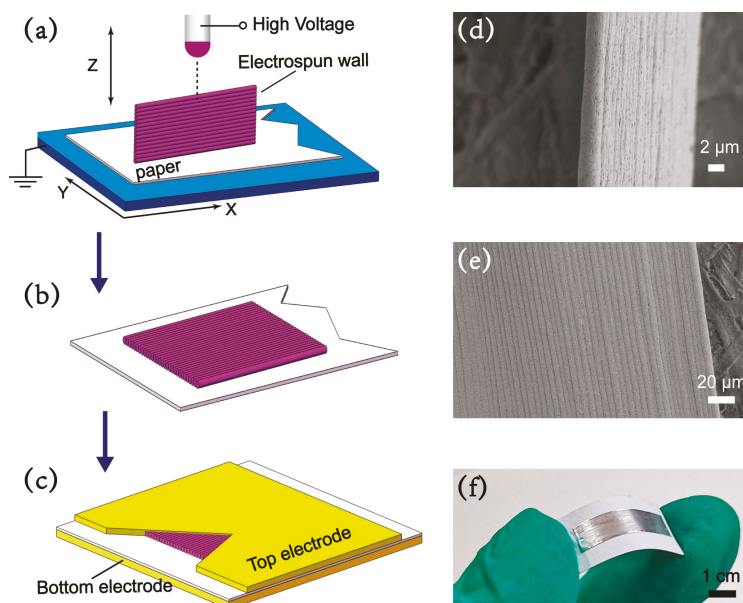 (a)
High Voltage
Z
Electrospun wall
paper
Y
X
(b)
(c)
Top electrode
Bottom electrode
(d)
2 μm
(e)
20 μm
(f)
1 cm